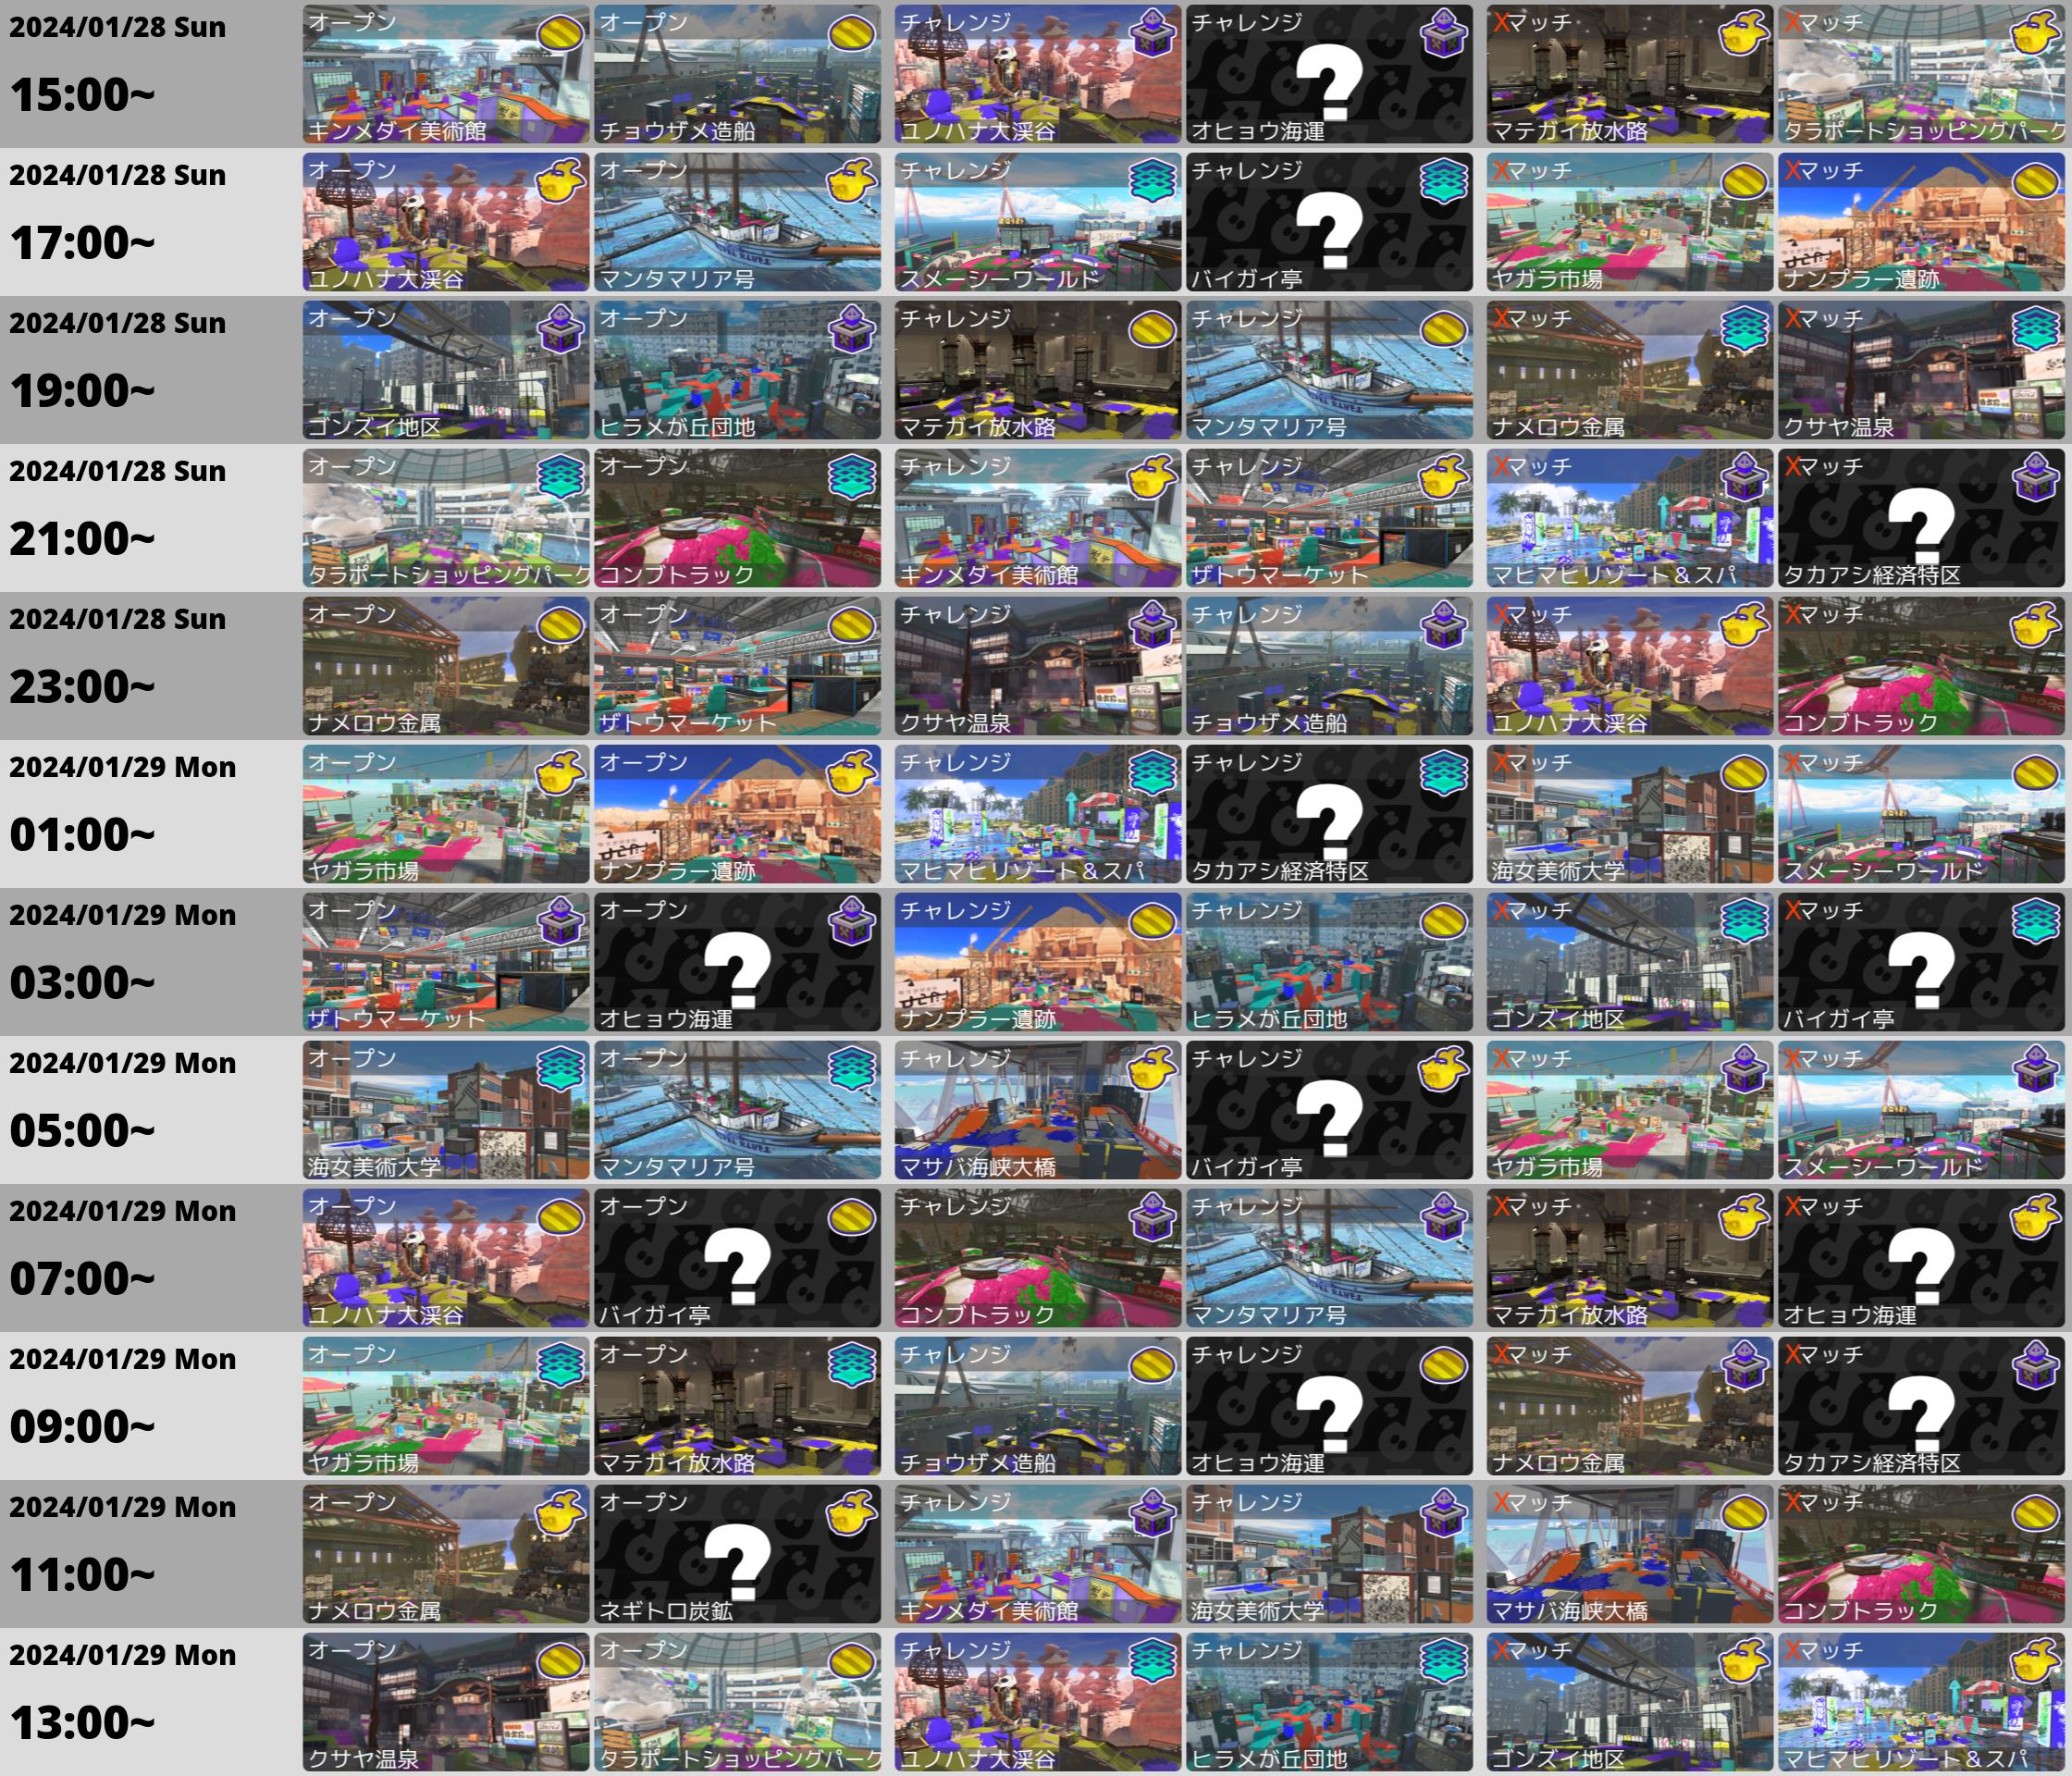 2024/01/28 Sun
15:00~
オープン オープン チャレンジ チャレンジ Xマッチ Xマッチ
キンメダイ美術館 チョウザメ造船 ユノハナ大渓谷 オヒョウ海運 マテガイ放水路 タラポートショッピングパーク
2024/01/28 Sun
17:00~
オープン オープン チャレンジ チャレンジ Xマッチ Xマッチ
ユノハナ大渓谷 マンタマリア号 スメーシーワールド バイガイ亭 ヤガラ市場 ナンプラー遺跡
2024/01/28 Sun
19:00~
オープン オープン チャレンジ チャレンジ Xマッチ Xマッチ
ゴンズイ地区 ヒラメが丘団地 マテガイ放水路 マンタマリア号 ナメロウ金属 クサヤ温泉
2024/01/28 Sun
21:00~
オープン オープン チャレンジ チャレンジ Xマッチ Xマッチ
タラポートショッピングパーク コンブトラック キンメダイ美術館 ザトウマーケット マヒマヒリゾート＆スパ タカアシ経済特区
2024/01/28 Sun
23:00~
オープン オープン チャレンジ チャレンジ Xマッチ Xマッチ
ナメロウ金属 ザトウマーケット クサヤ温泉 チョウザメ造船 ユノハナ大渓谷 コンブトラック
2024/01/29 Mon
01:00~
オープン オープン チャレンジ チャレンジ Xマッチ Xマッチ
ヤガラ市場 ナンプラー遺跡 マヒマヒリゾート＆スパ タカアシ経済特区 海女美術大学 スメーシーワールド
2024/01/29 Mon
03:00~
オープン オープン チャレンジ チャレンジ Xマッチ Xマッチ
ザトウマーケット オヒョウ海運 ナンプラー遺跡 ヒラメが丘団地 ゴンズイ地区 バイガイ亭
2024/01/29 Mon
05:00~
オープン オープン チャレンジ チャレンジ Xマッチ Xマッチ
海女美術大学 マンタマリア号 マサバ海峡大橋 バイガイ亭 ヤガラ市場 スメーシーワールド
2024/01/29 Mon
07:00~
オープン オープン チャレンジ チャレンジ Xマッチ Xマッチ
ユノハナ大渓谷 バイガイ亭 コンブトラック マンタマリア号 マテガイ放水路 オヒョウ海運
2024/01/29 Mon
09:00~
オープン オープン チャレンジ チャレンジ Xマッチ Xマッチ
ヤガラ市場 マテガイ放水路 チョウザメ造船 オヒョウ海運 ナメロウ金属 タカアシ経済特区
2024/01/29 Mon
11:00~
オープン オープン チャレンジ チャレンジ Xマッチ Xマッチ
ナメロウ金属 ネギトロ炭鉱 キンメダイ美術館 海女美術大学 マサバ海峡大橋 コンブトラック
2024/01/29 Mon
13:00~
オープン オープン チャレンジ チャレンジ Xマッチ Xマッチ
クサヤ温泉 タラポートショッピングパーク ユノハナ大渓谷 ヒラメが丘団地 ゴンズイ地区 マヒマヒリゾート＆スパ